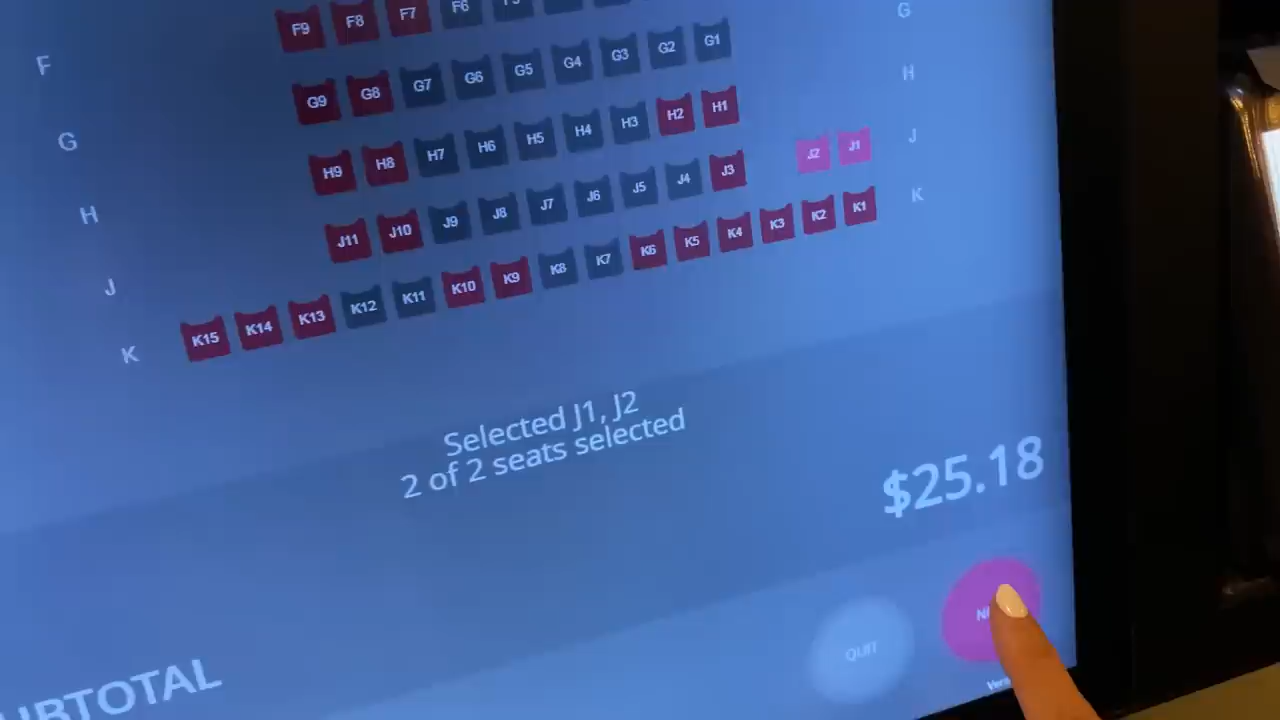 F F9 F8 F7 F6
G G9 G8 G7 G6 G5 G4 G3 G2 G1 G
H H9 H8 H7 H6 H5 H4 H3 H2 H1 H
J J11 J10 J9 J8 J7 J6 J5 J4 J3 J2 J1 J
K K15 K14 K13 K12 K11 K10 K9 K8 K7 K6 K5 K4 K3 K2 K1 K
Selected J1, J2
2 of 2 seats selected
$25.18
UBTOTAL
QUIT